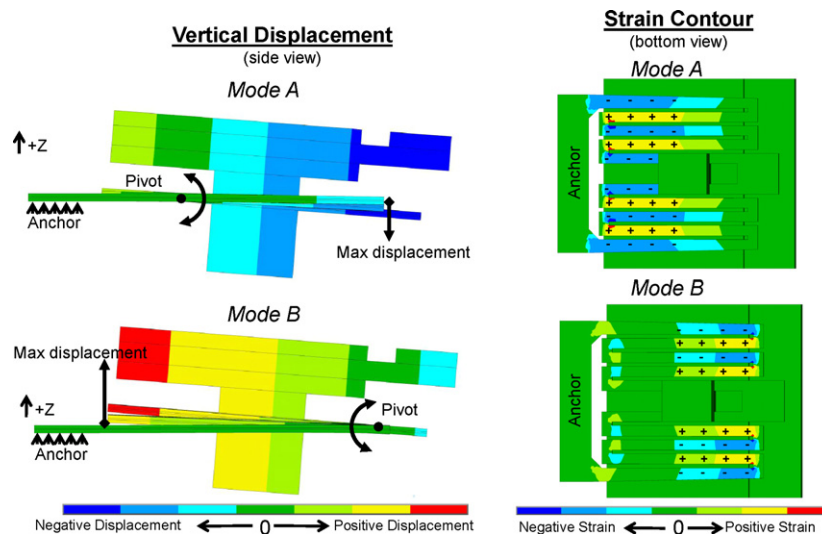 Vertical Displacement
(side view)
Mode A
+Z
Pivot
Anchor
Max displacement
Mode B
Max displacement
+Z
Pivot
Anchor
Negative Displacement 0 Positive Displacement
Strain Contour
(bottom view)
Mode A
Anchor
- - - -
+ + + +
- - - -
+ + + +
- -
- -
+ + + +
- - - -
+ + + +
- - - -
Mode B
Anchor
- - - -
+ + + +
- - - -
+ + + +
+ + + +
- - - -
+ + + +
- - - -
Negative Strain 0 Positive Strain